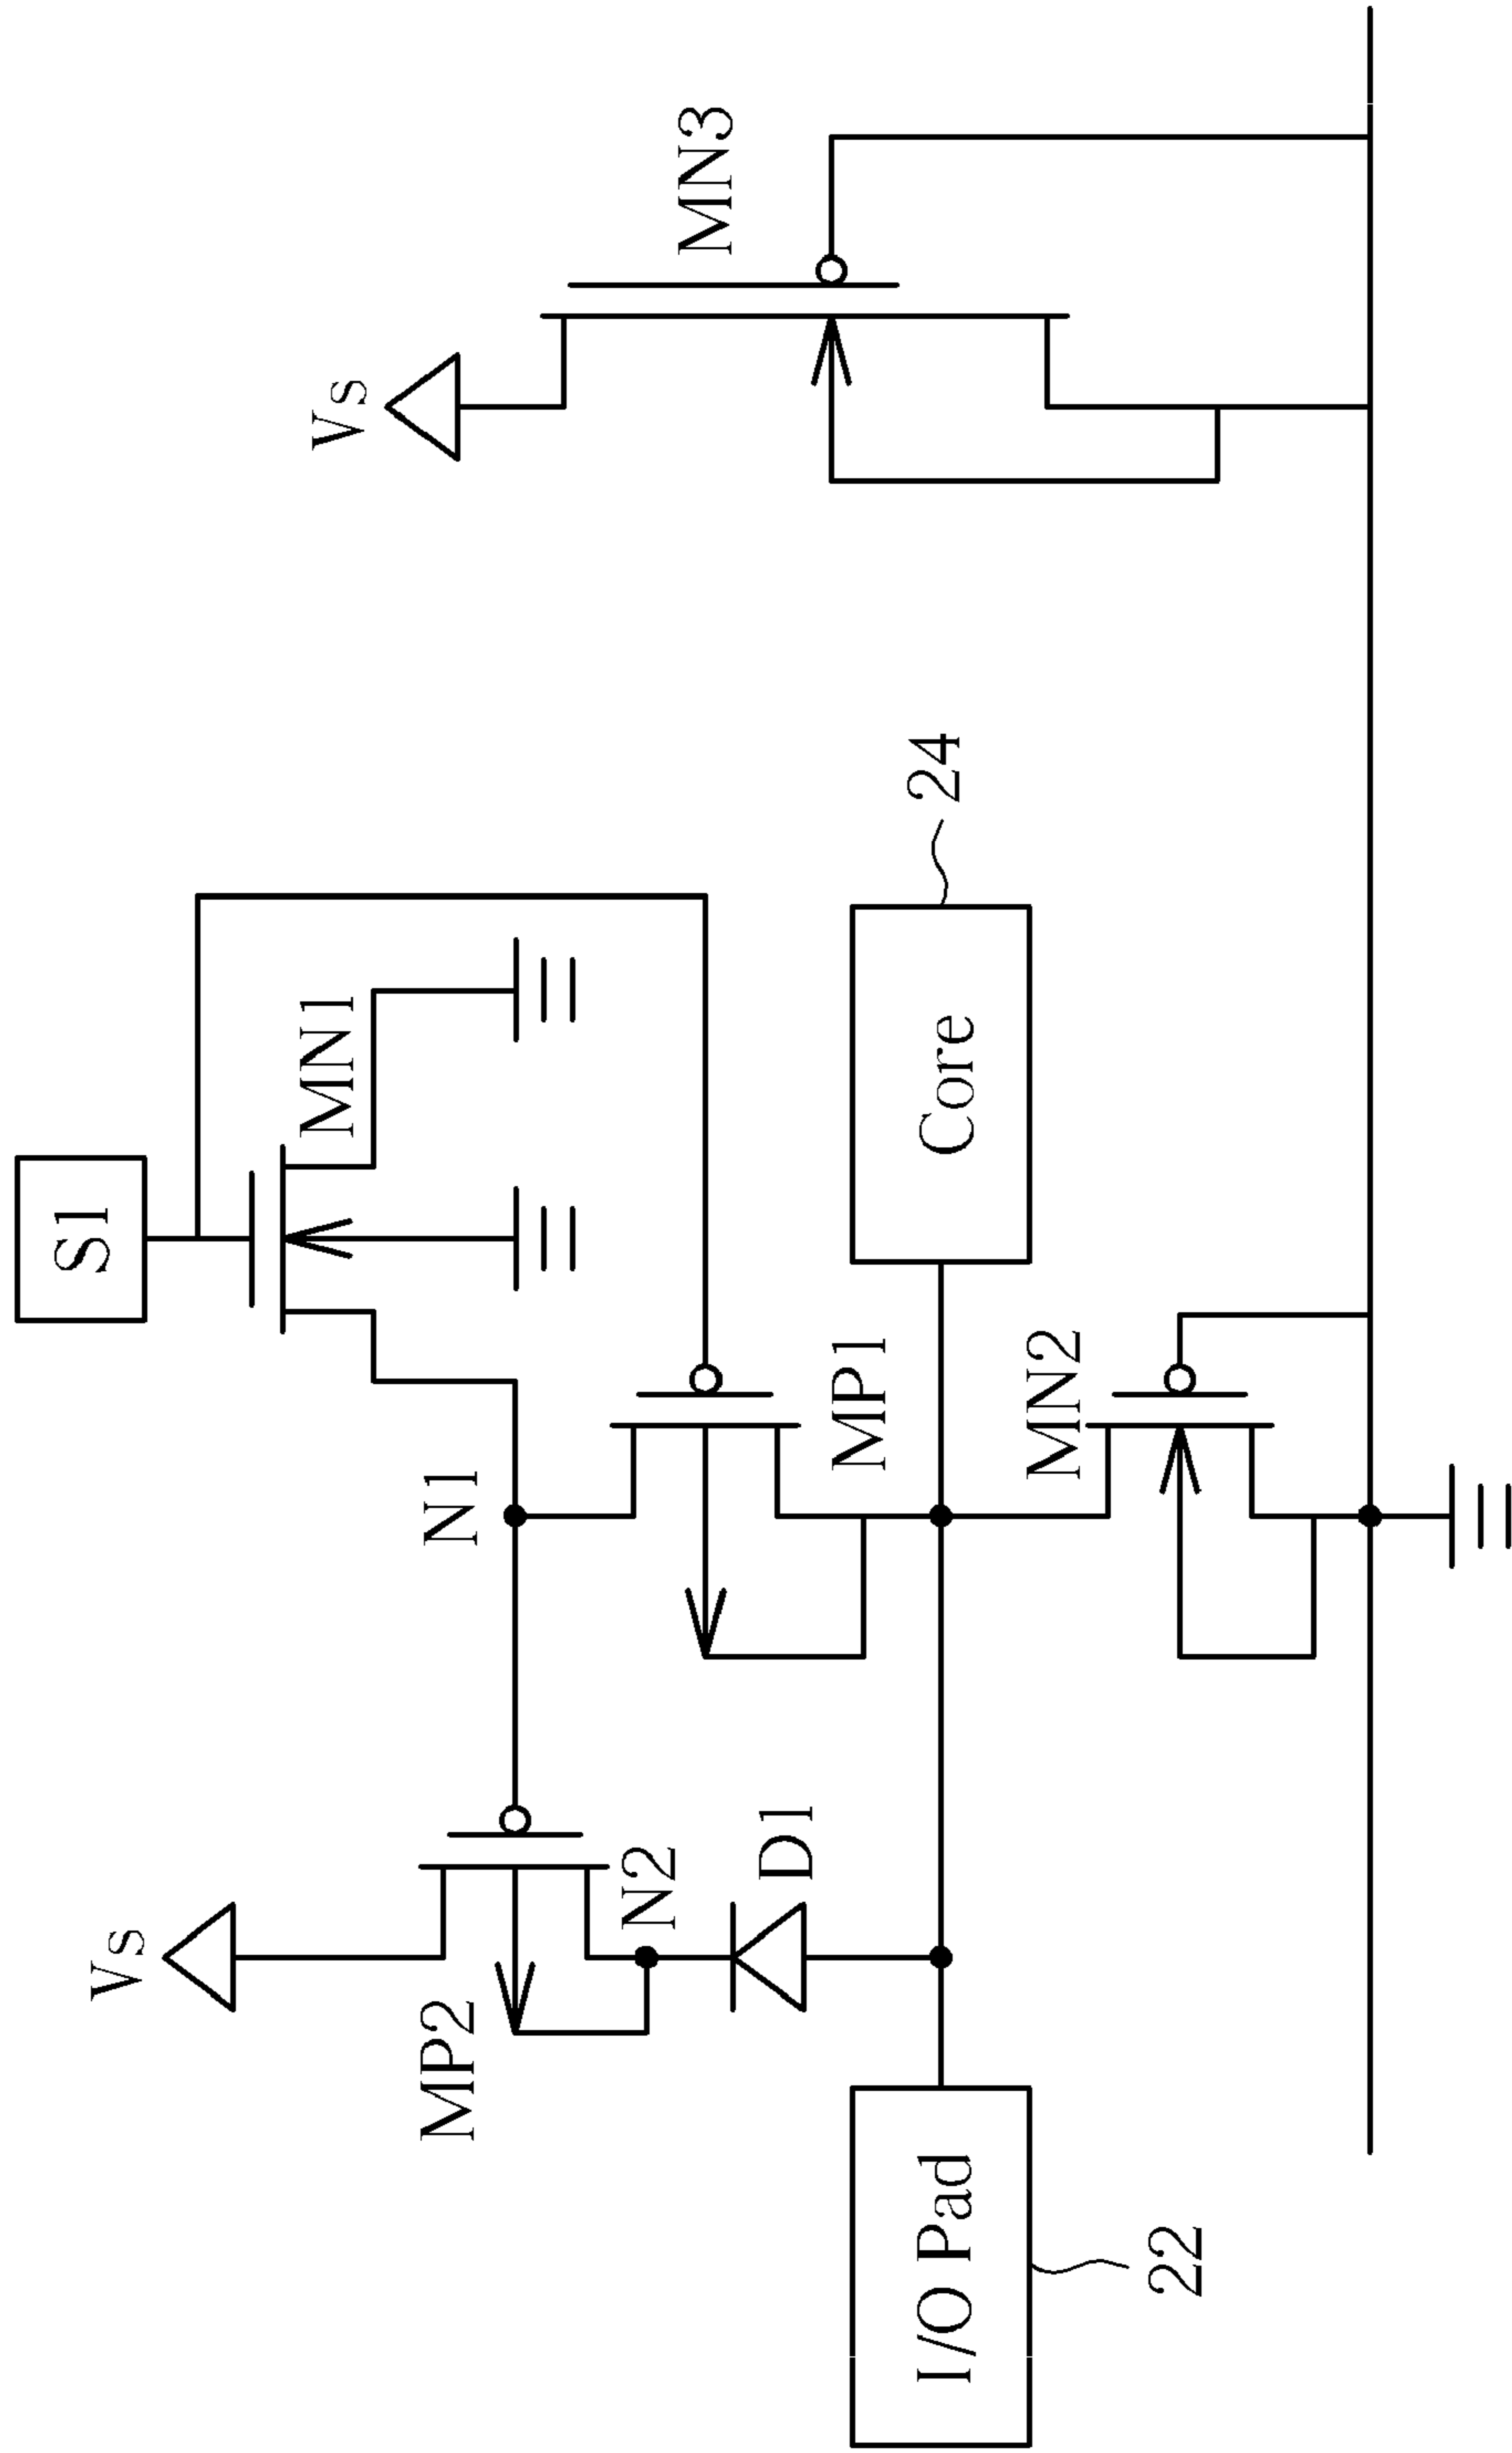 Vs
MP2
N2
D1
I/O Pad
22
N1
S1
MN1
MP1
MN2
Core
24
Vs
MN3